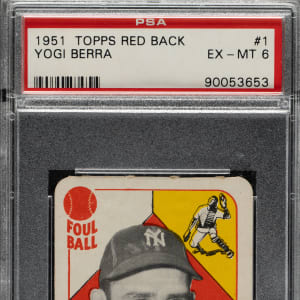 PSA
1951 TOPPS RED BACK #1
YOGI BERRA EX - MT 6
90053653
FOUL
BALL
NY